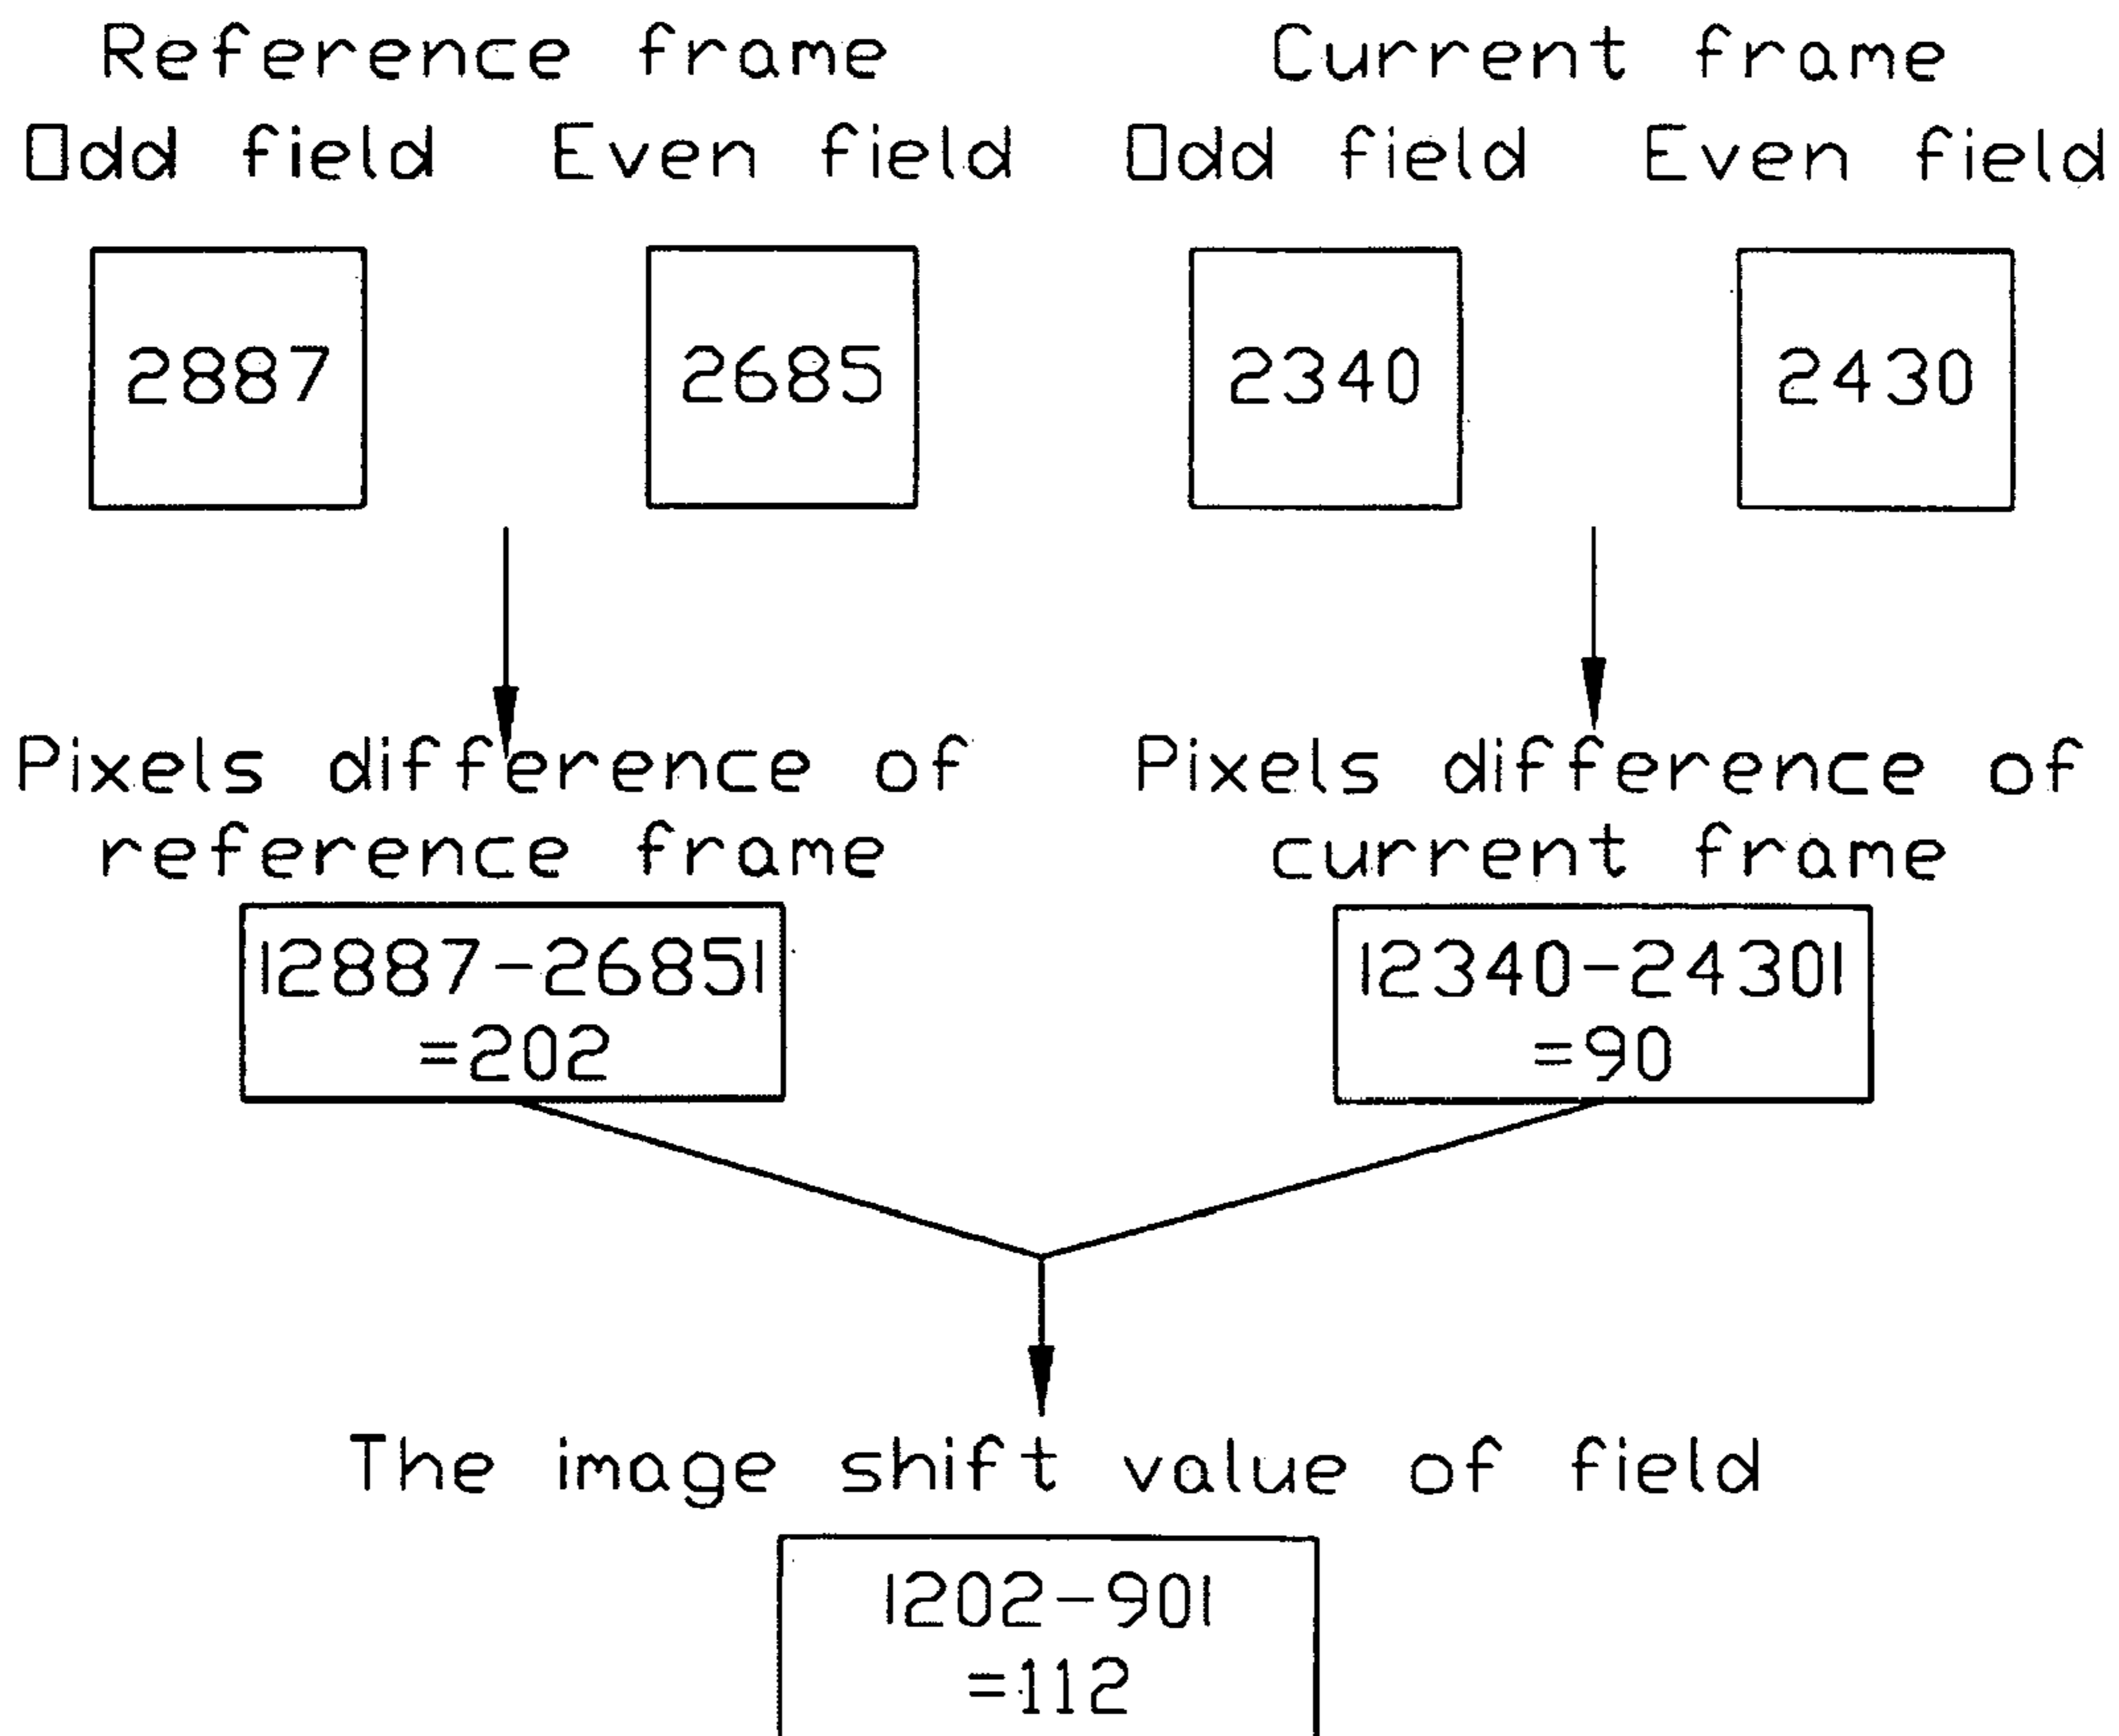 Reference frame
Current frame
Odd field
Even field
Odd field
Even field
2887
2685
2340
2430
Pixels difference of
reference frame
Pixels difference of
current frame
|2887-2685|
=202
|2340-2430|
=90
The image shift value of field
|202-90|
=112